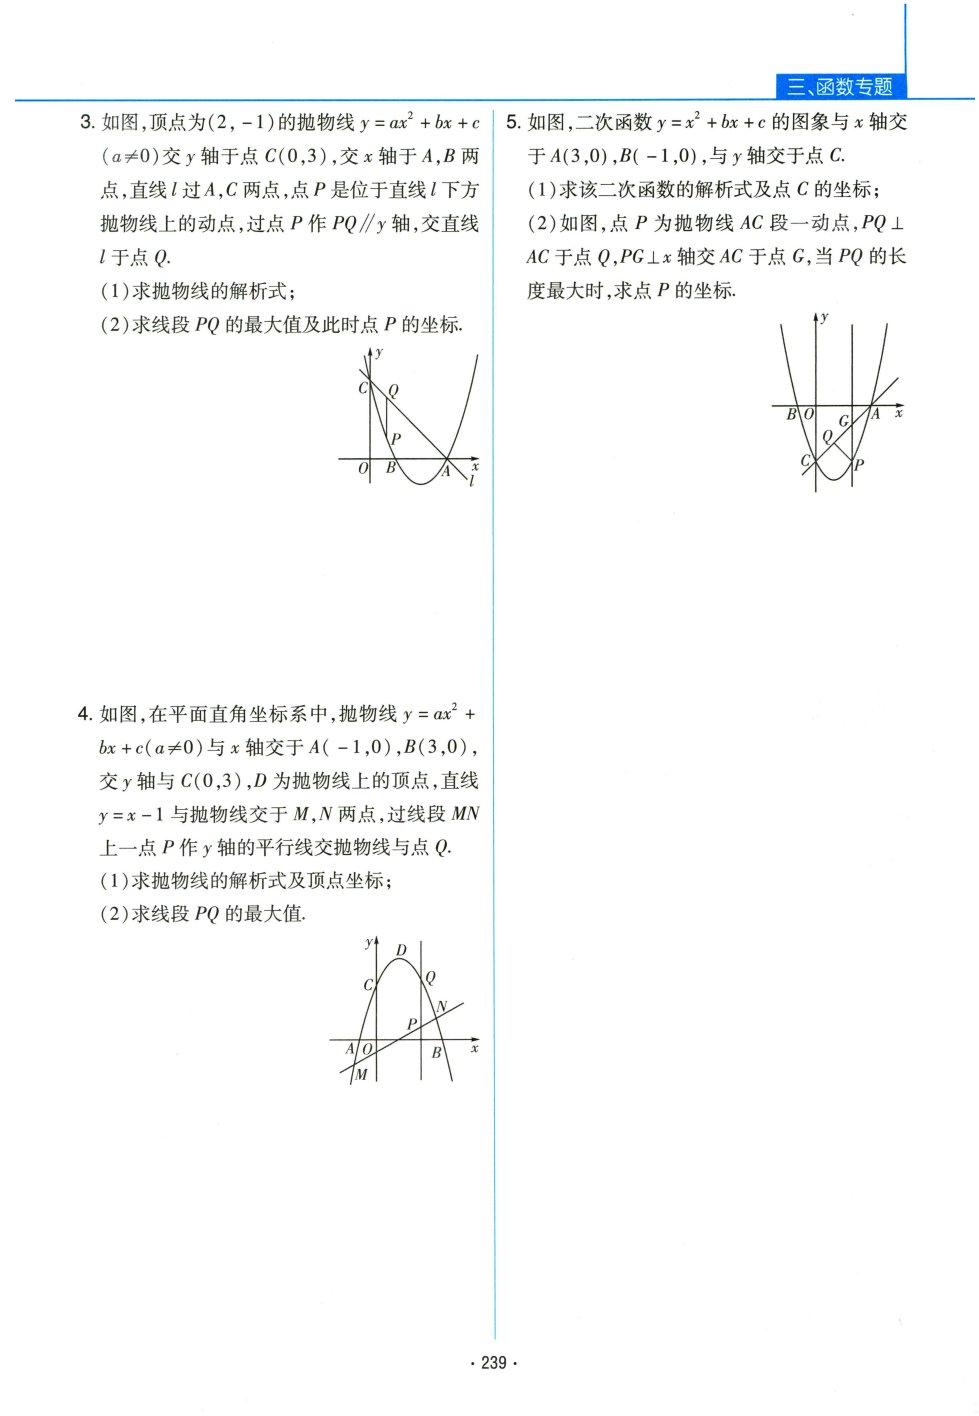 三、函数专题
3. 如图,顶点为(2,-1)的抛物线 y=ax²+bx+c
(a≠0)交 y 轴于点 C(0,3),交 x 轴于 A,B 两
点,直线 l 过 A,C 两点,点 P 是位于直线 l 下方
抛物线上的动点,过点 P 作 PQ∥y 轴,交直线
l 于点 Q.
(1)求抛物线的解析式;
(2)求线段 PQ 的最大值及此时点 P 的坐标.
y
C
Q
P
O
B
A
x
l
4. 如图,在平面直角坐标系中,抛物线 y=ax²+
bx+c(a≠0)与 x 轴交于 A(-1,0),B(3,0),
交 y 轴与 C(0,3),D 为抛物线上的顶点,直线
y=x-1 与抛物线交于 M,N 两点,过线段 MN
上一点 P 作 y 轴的平行线交抛物线与点 Q.
(1)求抛物线的解析式及顶点坐标;
(2)求线段 PQ 的最大值.
y
D
C
Q
N
P
A
O
B
x
M
5. 如图,二次函数 y=x²+bx+c 的图象与 x 轴交
于 A(3,0),B(-1,0),与 y 轴交于点 C.
(1)求该二次函数的解析式及点 C 的坐标;
(2)如图,点 P 为抛物线 AC 段一动点,PQ⊥
AC 于点 Q,PG⊥x 轴交 AC 于点 G,当 PQ 的长
度最大时,求点 P 的坐标.
y
B
O
G
A
x
Q
C
P
·239·